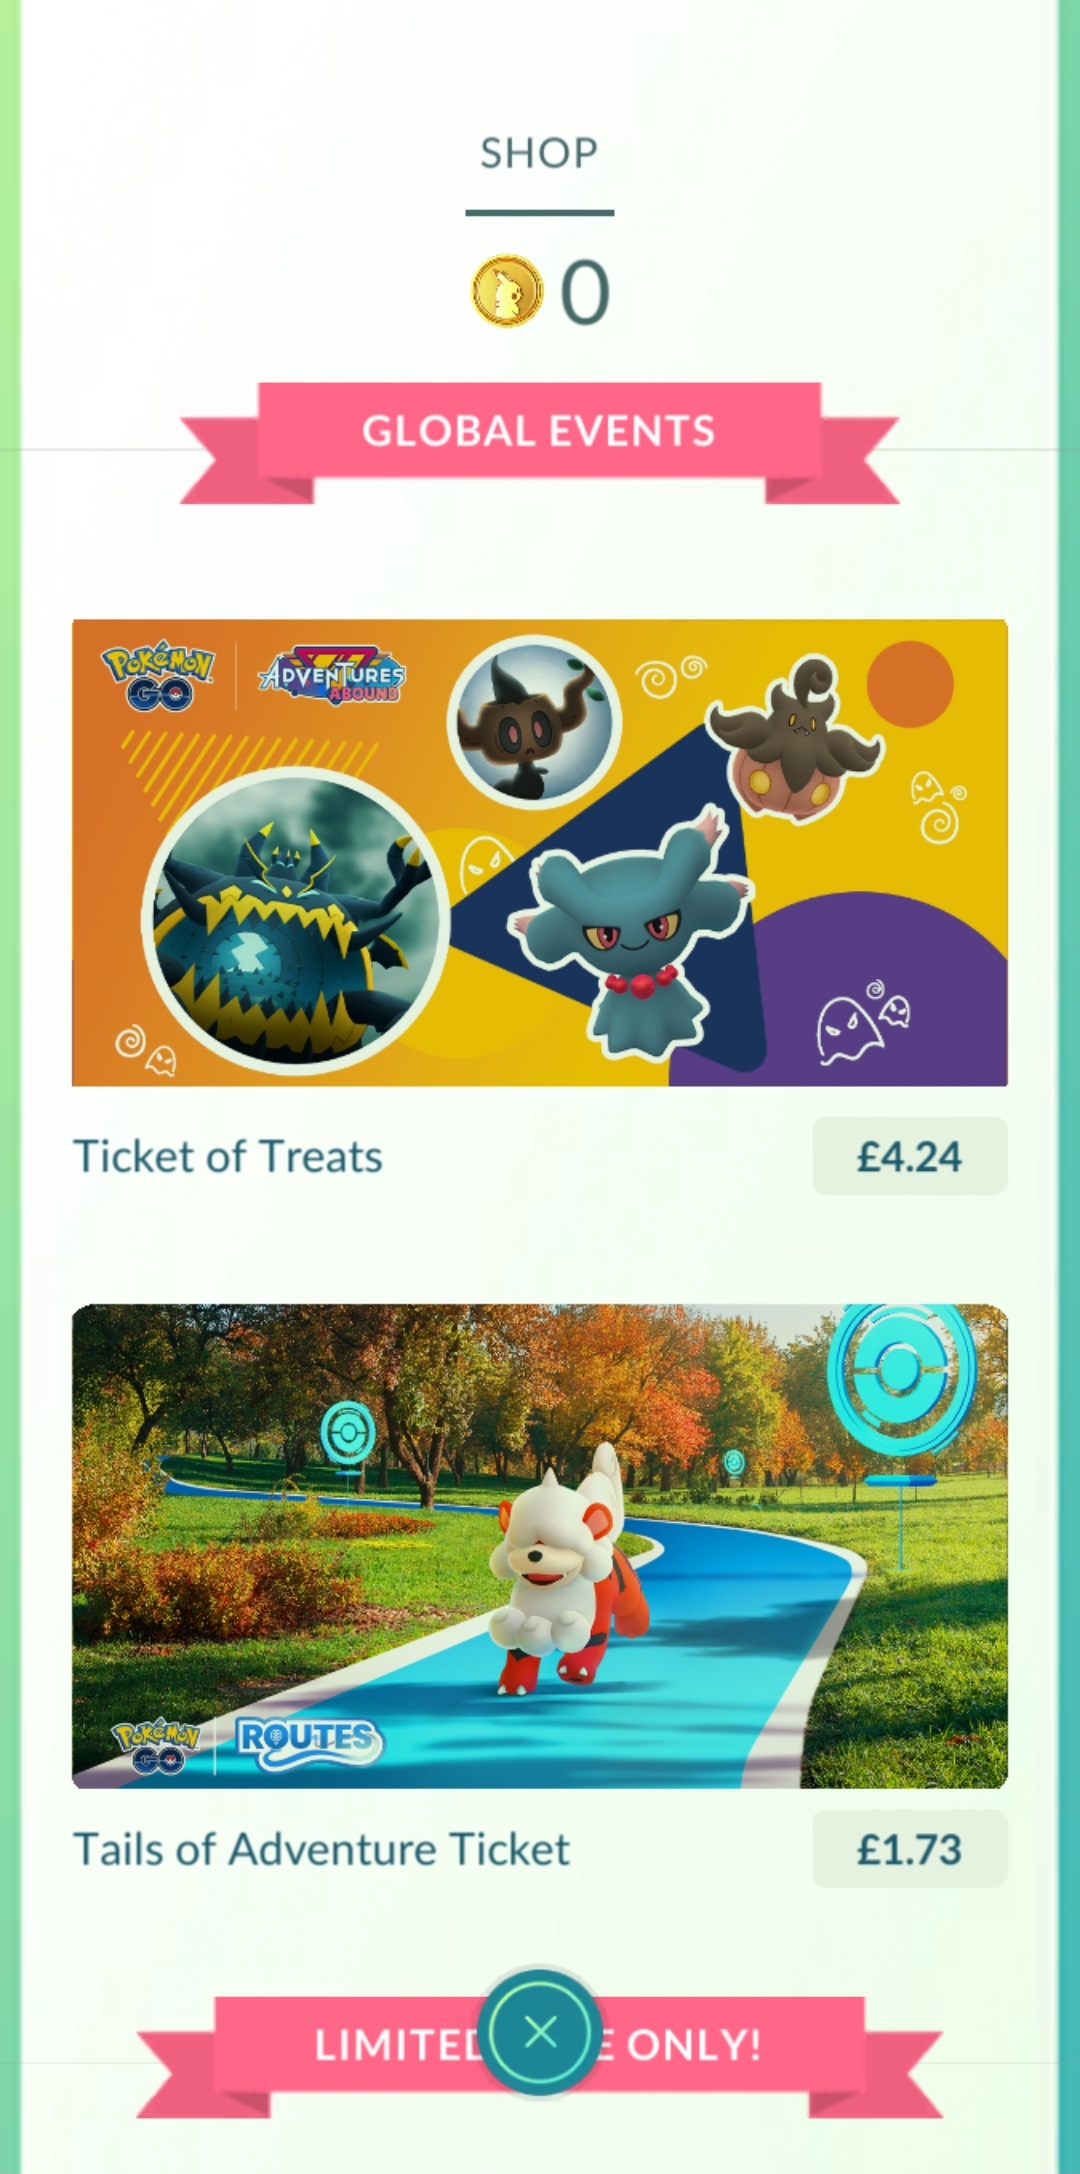 SHOP
0
GLOBAL EVENTS
POKÉMON GO
ADVENTURES ABOUND
Ticket of Treats £4.24
POKÉMON GO
ROUTES
Tails of Adventure Ticket £1.73
LIMITED E ONLY!